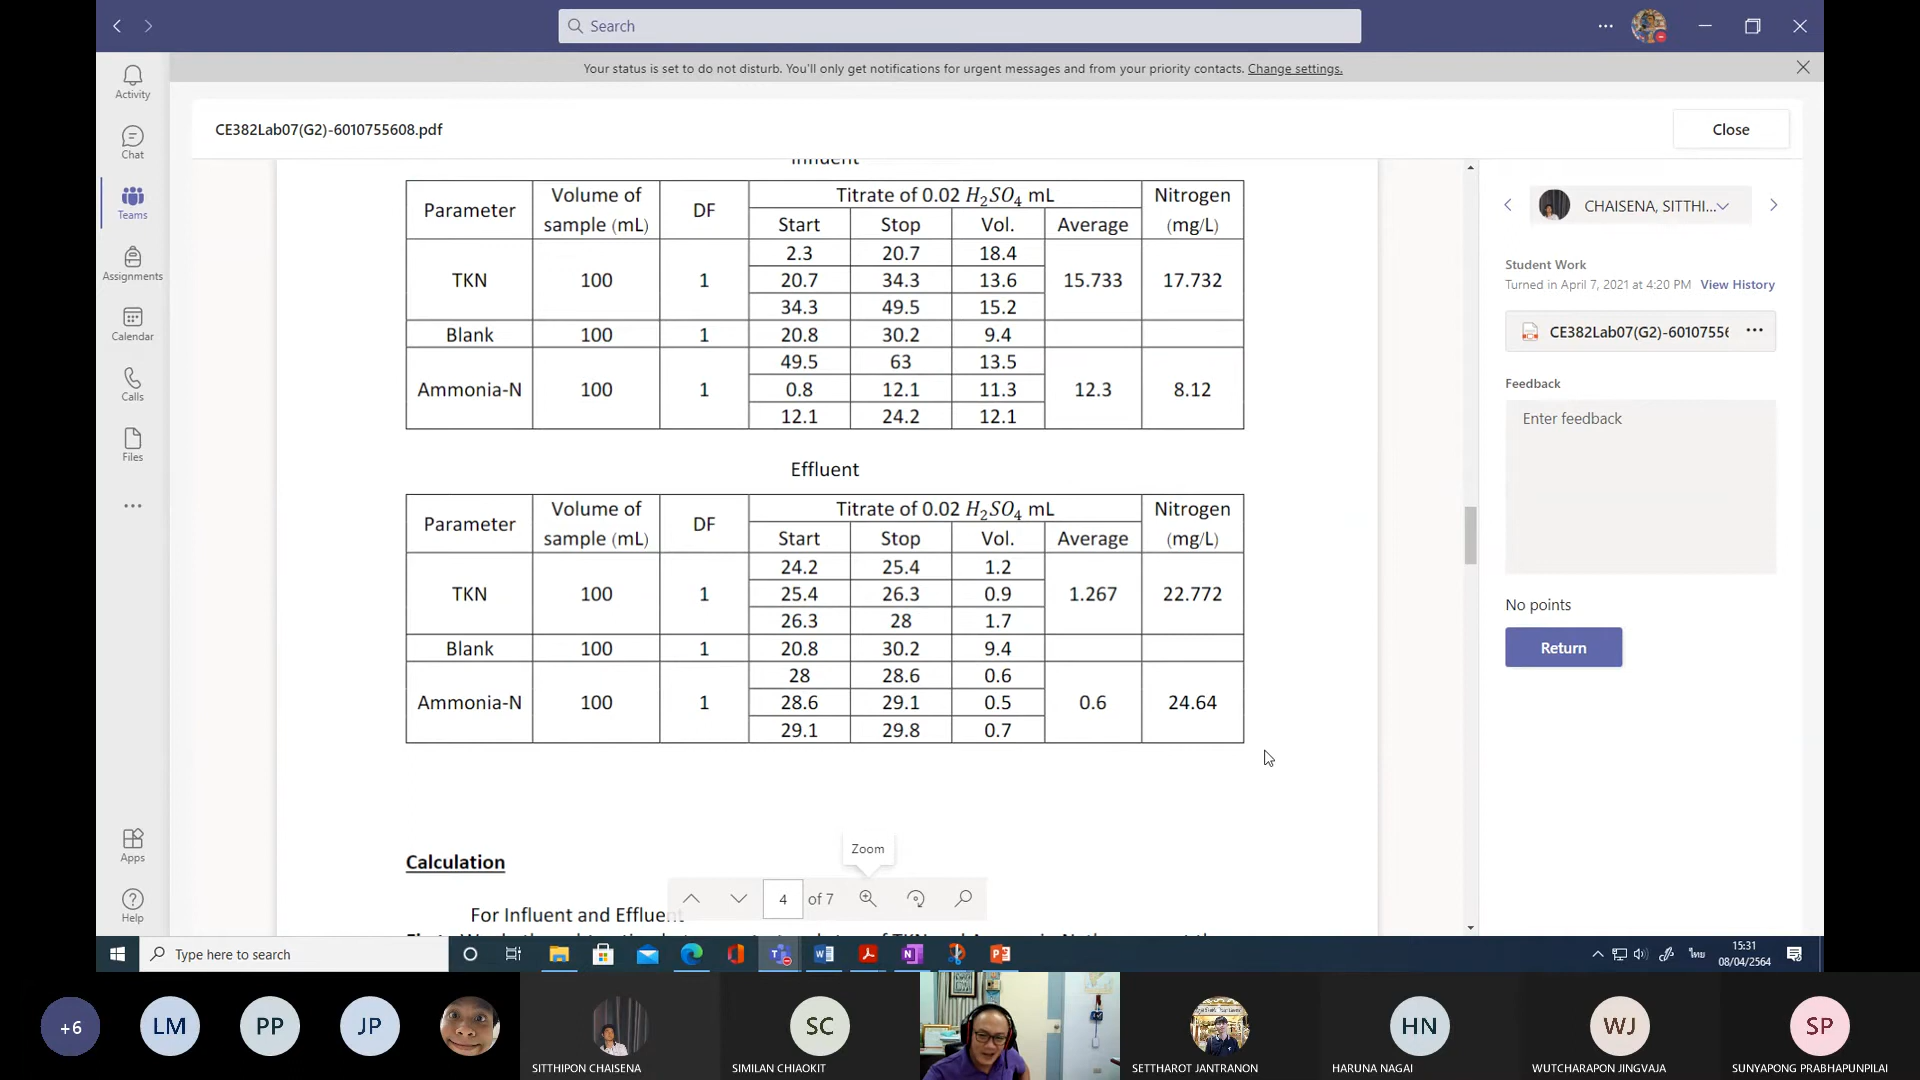 Search
Your status is set to do not disturb. You'll only get notifications for urgent messages and from your priority contacts. Change settings.
Activity
Chat
Teams
Assignments
Calendar
Calls
Files
Apps
Help
CE382Lab07(G2)-6010755608.pdf
Close
Influent
Parameter Volume of sample (mL) DF Titrate of 0.02 H₂SO₄ mL Nitrogen (mg/L)
Start Stop Vol. Average
TKN 100 1 2.3 20.7 18.4 15.733 17.732
20.7 34.3 13.6
34.3 49.5 15.2
Blank 100 1 20.8 30.2 9.4
Ammonia-N 100 1 49.5 63 13.5 12.3 8.12
0.8 12.1 11.3
12.1 24.2 12.1
Effluent
Parameter Volume of sample (mL) DF Titrate of 0.02 H₂SO₄ mL Nitrogen (mg/L)
Start Stop Vol. Average
TKN 100 1 24.2 25.4 1.2 1.267 22.772
25.4 26.3 0.9
26.3 28 1.7
Blank 100 1 20.8 30.2 9.4
Ammonia-N 100 1 28 28.6 0.6 0.6 24.64
28.6 29.1 0.5
29.1 29.8 0.7
Calculation
For Influent and Effluent
Zoom
4 of 7
CHAISENA, SITTHI...
Student Work
Turned in April 7, 2021 at 4:20 PM View History
CE382Lab07(G2)-6010755
Feedback
Enter feedback
No points
Return
Type here to search
ไทย
15:31
08/04/2564
+6
LM
PP
JP
SITTHIPON CHAISENA
SC
SIMILAN CHIAOKIT
SETTHAROT JANTRANON
HN
HARUNA NAGAI
WJ
WUTCHARAPON JINGVAJA
SP
SUNYAPONG PRABHAPUNPILAI